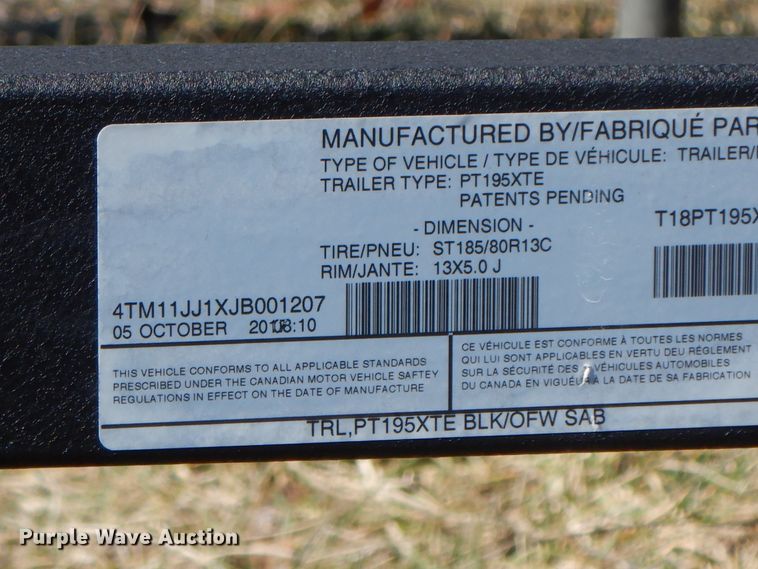 MANUFACTURED BY/FABRIQUÉ PAR
TYPE OF VEHICLE / TYPE DE VÉHICULE: TRAILER/
TRAILER TYPE: PT195XTE
PATENTS PENDING
- DIMENSION -
T18PT195X
TIRE/PNEU: ST185/80R13C
RIM/JANTE: 13X5.0 J
4TM11JJ1XJB001207
05 OCTOBER :10
THIS VEHICLE CONFORMS TO ALL APPLICABLE STANDARDS
PRESCRIBED UNDER THE CANADIAN MOTOR VEHICLE SAFTEY
REGULATIONS IN EFFECT ON THE DATE OF MANUFACTURE
CE VÉHICULE EST CONFORME À TOUTES LES NORMES
QUI LUI SONT APPLICABLES EN VERTU DEU RÉGLEMENT
SUR LA SÉCURITÉ DES VÉHICULES AUTOMOBILES
DU CANADA EN VIGUEUR A LA DATE DE SA FABRICATION
TRL,PT195XTE BLK/OFW SAB
Purple Wave Auction